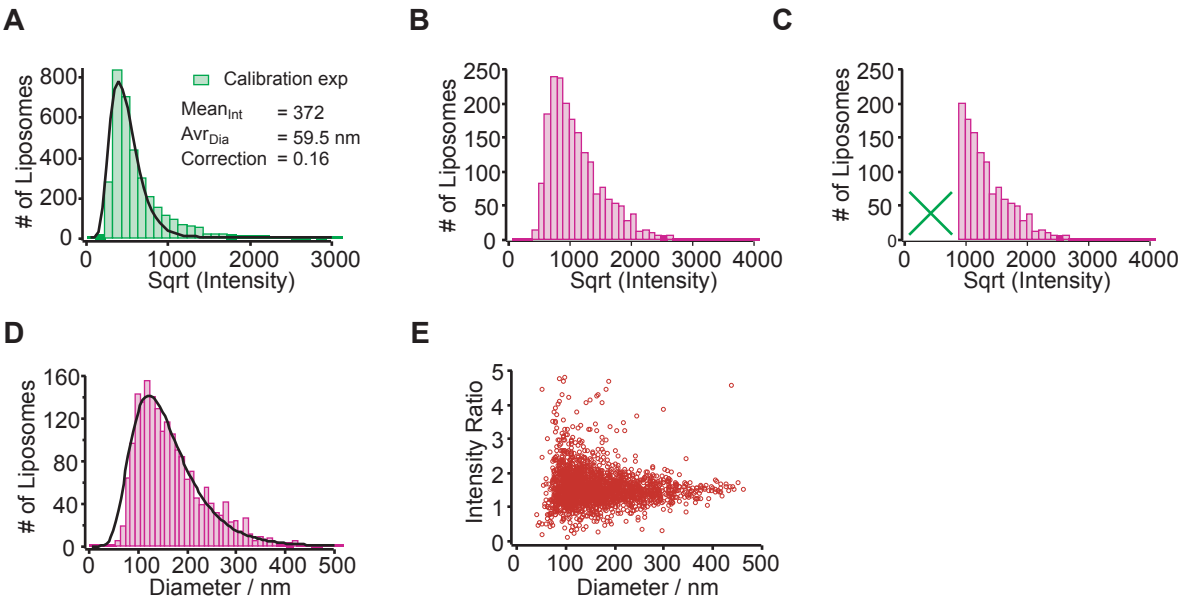 A
# of Liposomes
800
600
400
200
0
Calibration exp
Mean_Int = 372
Avr_Dia = 59.5 nm
Correction = 0.16
0 1000 2000 3000
Sqrt (Intensity)
B
# of Liposomes
250
200
150
100
50
0
0 1000 2000 3000 4000
Sqrt (Intensity)
C
# of Liposomes
250
200
150
100
50
0
0 1000 2000 3000 4000
Sqrt (Intensity)
D
# of Liposomes
160
120
80
40
0
0 100 200 300 400 500
Diameter / nm
E
Intensity Ratio
5
4
3
2
1
0
0 100 200 300 400 500
Diameter / nm